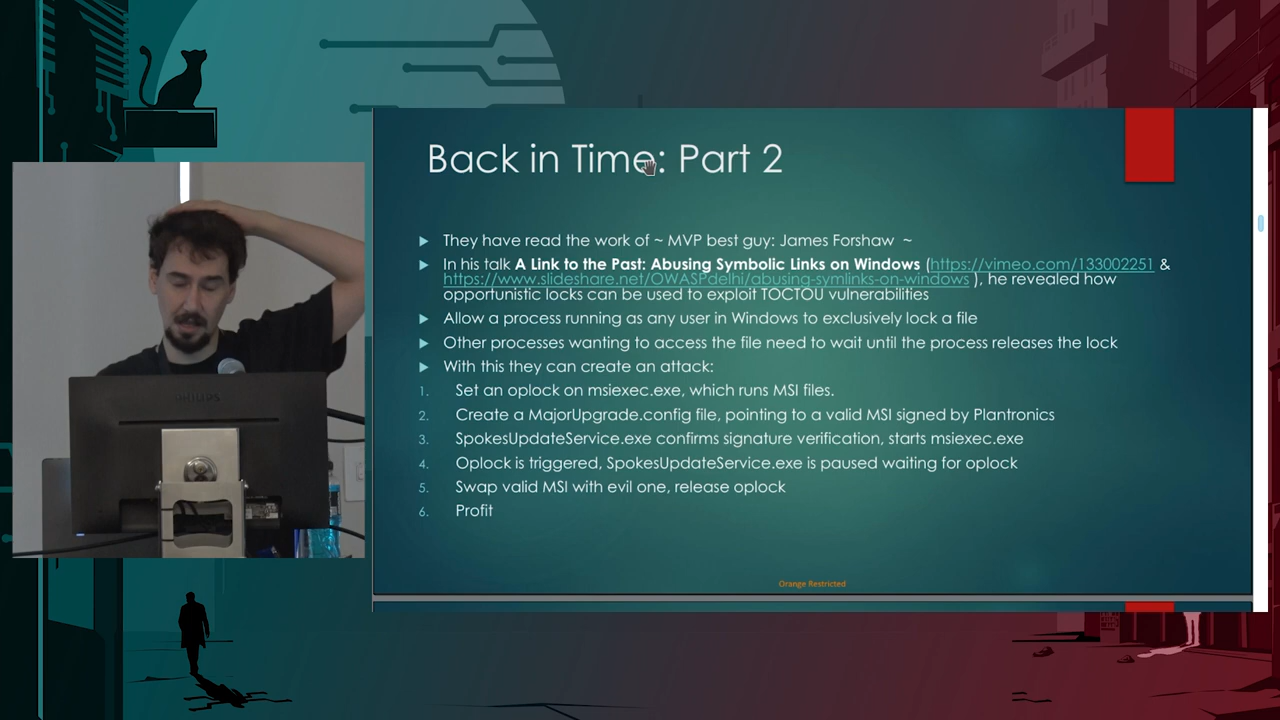 Back in Time: Part 2
They have read the work of ~ MVP best guy: James Forshaw ~
In his talk A Link to the Past: Abusing Symbolic Links on Windows (https://vimeo.com/133002251 &
https://www.slideshare.net/OWASPdelhi/abusing-symlinks-on-windows ), he revealed how
opportunistic locks can be used to exploit TOCTOU vulnerabilities
Allow a process running as any user in Windows to exclusively lock a file
Other processes wanting to access the file need to wait until the process releases the lock
With this they can create an attack:
1. Set an oplock on msiexec.exe, which runs MSI files.
2. Create a MajorUpgrade.config file, pointing to a valid MSI signed by Plantronics
3. SpokesUpdateService.exe confirms signature verification, starts msiexec.exe
4. Oplock is triggered, SpokesUpdateService.exe is paused waiting for oplock
5. Swap valid MSI with evil one, release oplock
6. Profit
Orange Restricted
PHILIPS